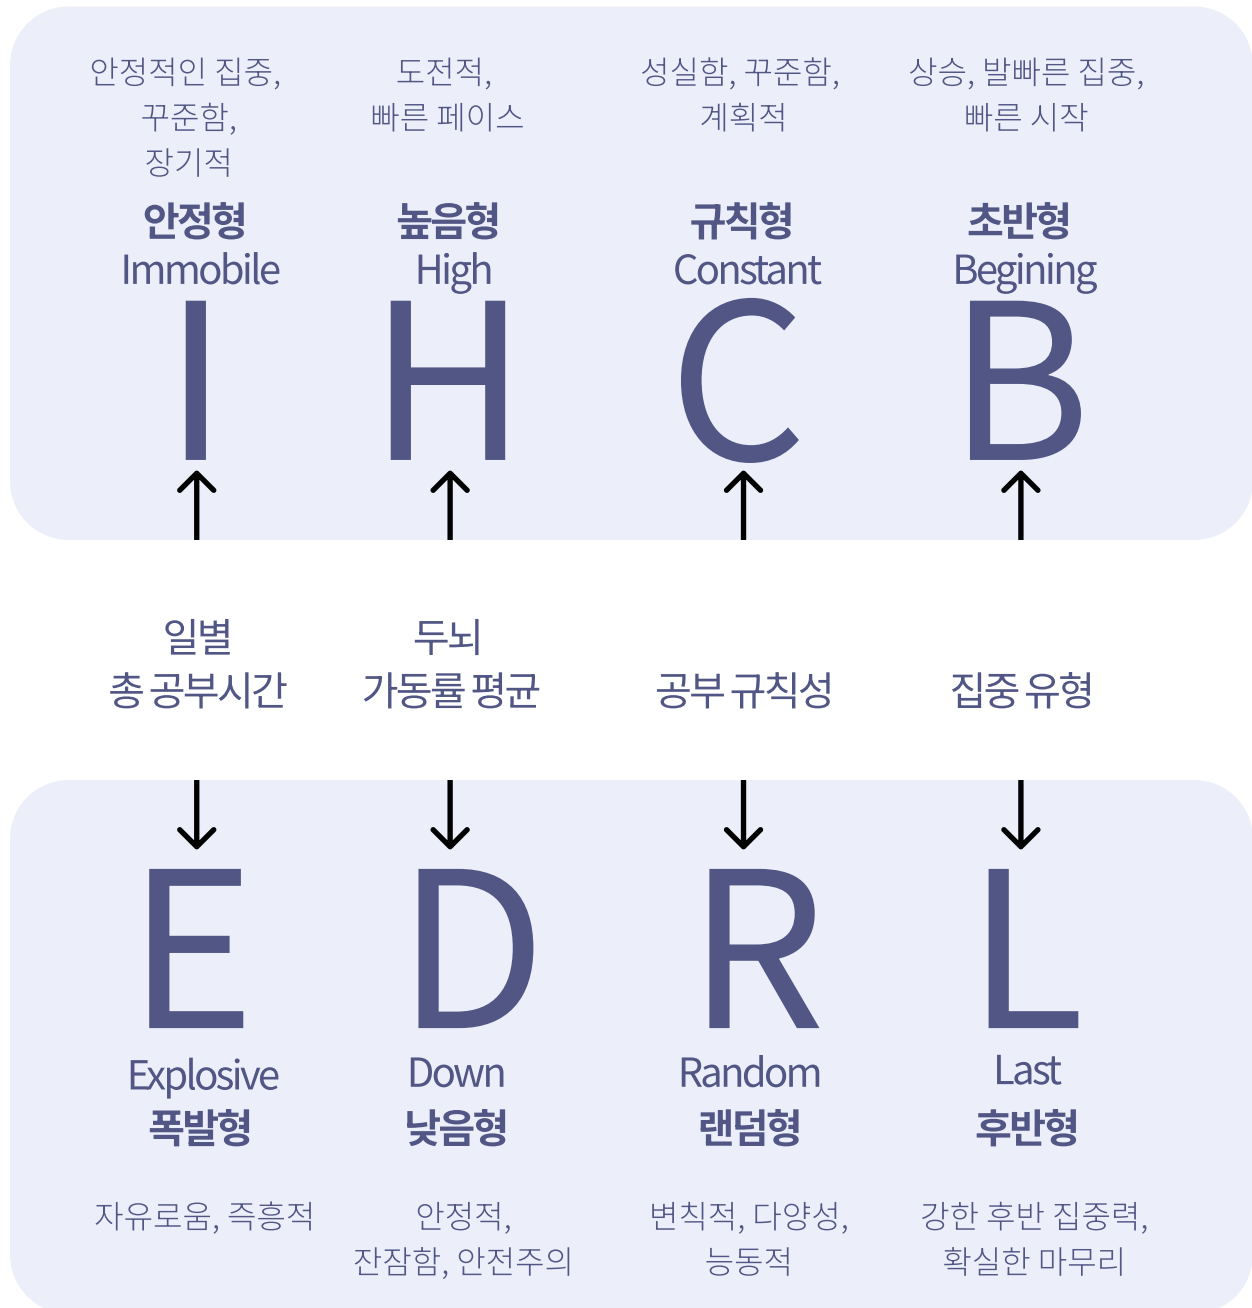 안정적인 집중,
꾸준함,
장기적
안정형
Immobile
I
도전적,
빠른 페이스
높음형
High
H
성실함, 꾸준함,
계획적
규칙형
Constant
C
상승, 발빠른 집중,
빠른 시작
초반형
Begining
B
일별
총 공부시간
두뇌
가동률 평균
공부 규칙성
집중 유형
E
Explosive
폭발형
자유로움, 즉흥적
D
Down
낮음형
안정적,
잔잠함, 안전주의
R
Random
랜덤형
변칙적, 다양성,
능동적
L
Last
후반형
강한 후반 집중력,
확실한 마무리